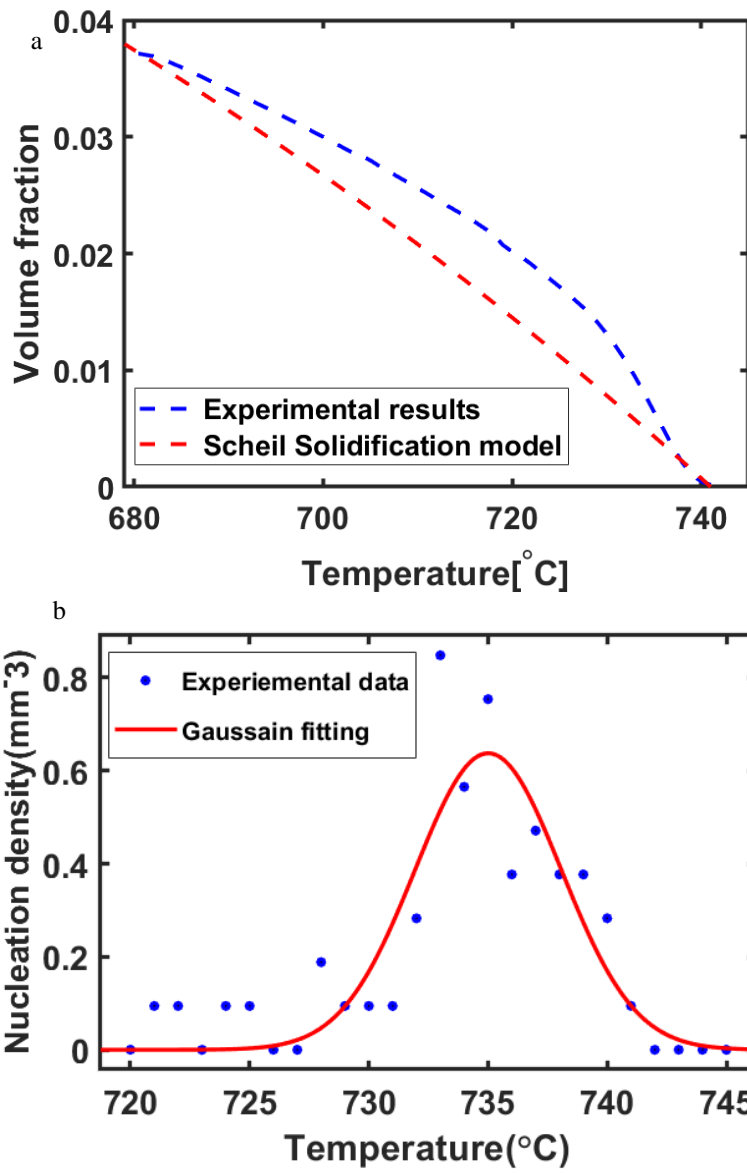 a
0.04
0.03
0.02
0.01
0
Volume fraction
Experimental results
Scheil Solidification model
680 700 720 740
Temperature[°C]
b
0.8
0.6
0.4
0.2
0
Nucleation density(mm-3)
Experiemental data
Gaussain fitting
720 725 730 735 740 745
Temperature(°C)